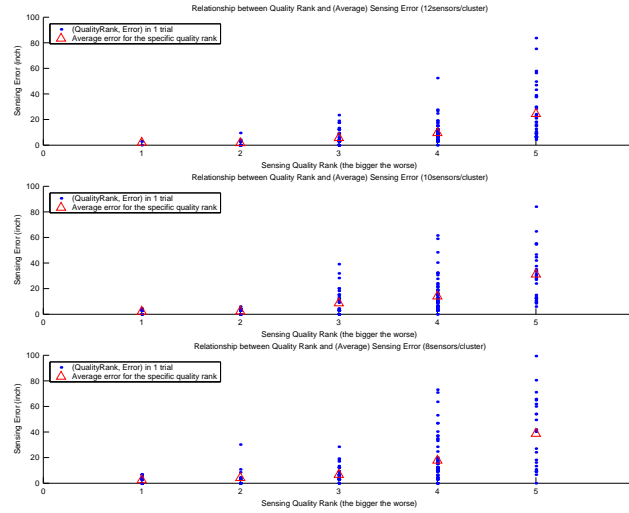 Relationship between Quality Rank and (Average) Sensing Error (12sensors/cluster)
100
80
60
40
20
0
Sensing Error (inch)
(QualityRank, Error) in 1 trial
Average error for the specific quality rank
0 1 2 3 4 5
Sensing Quality Rank (the bigger the worse)
Relationship between Quality Rank and (Average) Sensing Error (10sensors/cluster)
100
80
60
40
20
0
Sensing Error (inch)
(QualityRank, Error) in 1 trial
Average error for the specific quality rank
0 1 2 3 4 5
Sensing Quality Rank (the bigger the worse)
Relationship between Quality Rank and (Average) Sensing Error (8sensors/cluster)
100
80
60
40
20
0
Sensing Error (inch)
(QualityRank, Error) in 1 trial
Average error for the specific quality rank
0 1 2 3 4 5
Sensing Quality Rank (the bigger the worse)